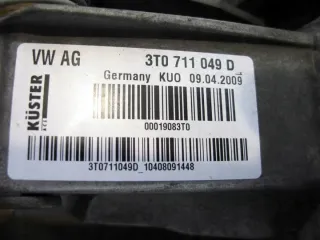 VW AG 3T0 711 049 D
Germany KUO 09.04.2009
KÜSTER
00019083T0
3T0711049D_10408091448